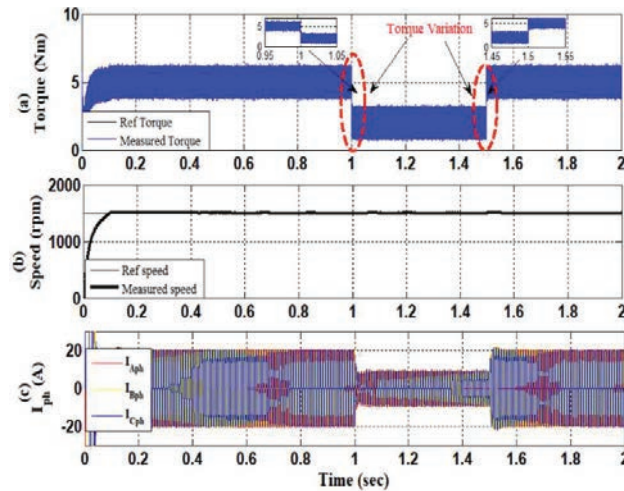 10
5
0
(a)
Torque (Nm)
5
0
0.95 1 1.05
Torque Variation
5
0
1.45 1.5 1.55
Ref Torque
Measured Torque
0 0.2 0.4 0.6 0.8 1 1.2 1.4 1.6 1.8 2
2000
1000
0
(b)
Speed (rpm)
Ref speed
Measured speed
0 0.2 0.4 0.6 0.8 1 1.2 1.4 1.6 1.8 2
20
0
-20
(c)
I_ph (A)
I_Aph
I_Bph
I_Cph
0 0.2 0.4 0.6 0.8 1 1.2 1.4 1.6 1.8 2
Time (sec)